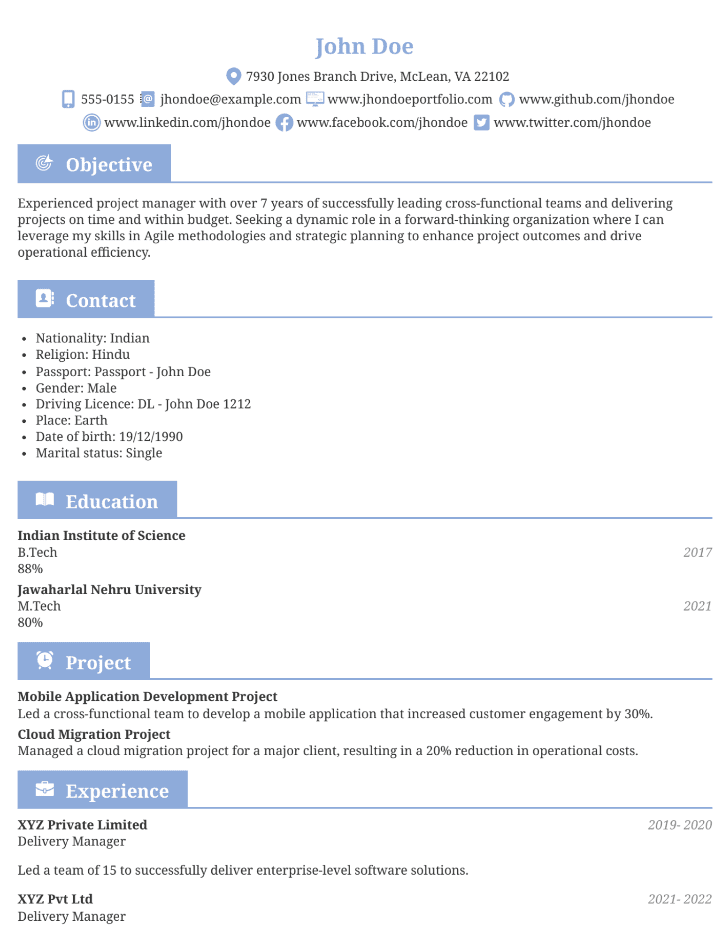 John Doe
7930 Jones Branch Drive, McLean, VA 22102
555-0155 jhondoe@example.com www.jhondoeportfolio.com www.github.com/jhondoe
www.linkedin.com/jhondoe www.facebook.com/jhondoe www.twitter.com/jhondoe
Objective
Experienced project manager with over 7 years of successfully leading cross-functional teams and delivering
projects on time and within budget. Seeking a dynamic role in a forward-thinking organization where I can
leverage my skills in Agile methodologies and strategic planning to enhance project outcomes and drive
operational efficiency.
Contact
• Nationality: Indian
• Religion: Hindu
• Passport: Passport - John Doe
• Gender: Male
• Driving Licence: DL - John Doe 1212
• Place: Earth
• Date of birth: 19/12/1990
• Marital status: Single
Education
Indian Institute of Science
B.Tech 2017
88%
Jawaharlal Nehru University
M.Tech 2021
80%
Project
Mobile Application Development Project
Led a cross-functional team to develop a mobile application that increased customer engagement by 30%.
Cloud Migration Project
Managed a cloud migration project for a major client, resulting in a 20% reduction in operational costs.
Experience
XYZ Private Limited 2019- 2020
Delivery Manager
Led a team of 15 to successfully deliver enterprise-level software solutions.
XYZ Pvt Ltd 2021- 2022
Delivery Manager